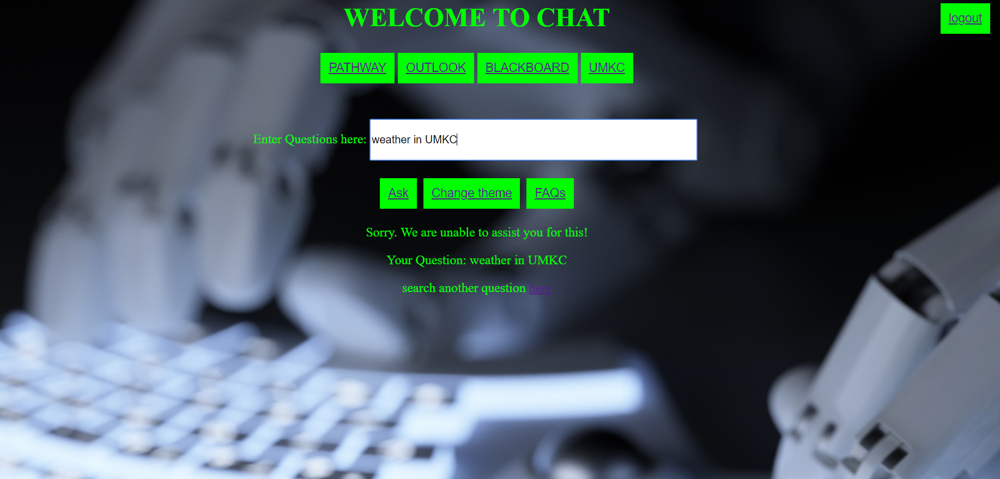 WELCOME TO CHAT
logout
PATHWAY OUTLOOK BLACKBOARD UMKC
Enter Questions here: weather in UMKC
Ask Change theme FAQs
Sorry. We are unable to assist you for this!
Your Question: weather in UMKC
search another question here